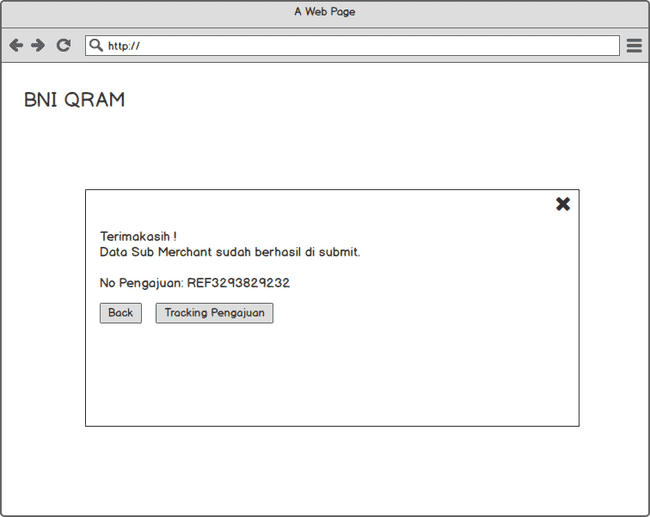 A Web Page
http://
BNI QRAM
Terimakasih !
Data Sub Merchant sudah berhasil di submit.
No Pengajuan: REF3293829232
Back
Tracking Pengajuan